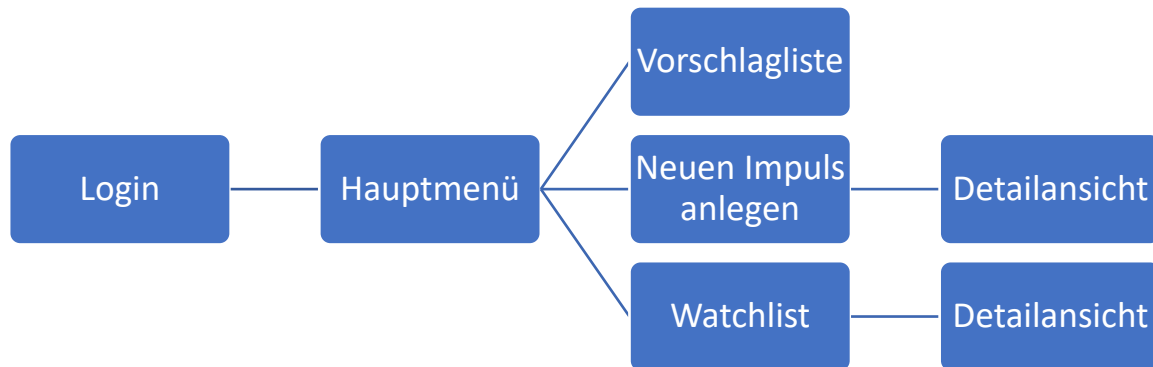 Vorschlagliste
Login
Hauptmenü
Neuen Impuls
anlegen
Detailansicht
Watchlist
Detailansicht